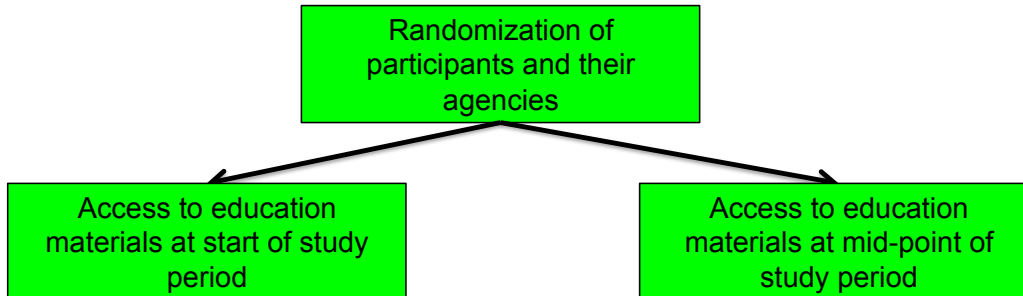 Randomization of
participants and their
agencies
Access to education
materials at start of study
period
Access to education
materials at mid-point of
study period